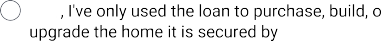 , I've only used the loan to purchase, build, o
upgrade the home it is secured by